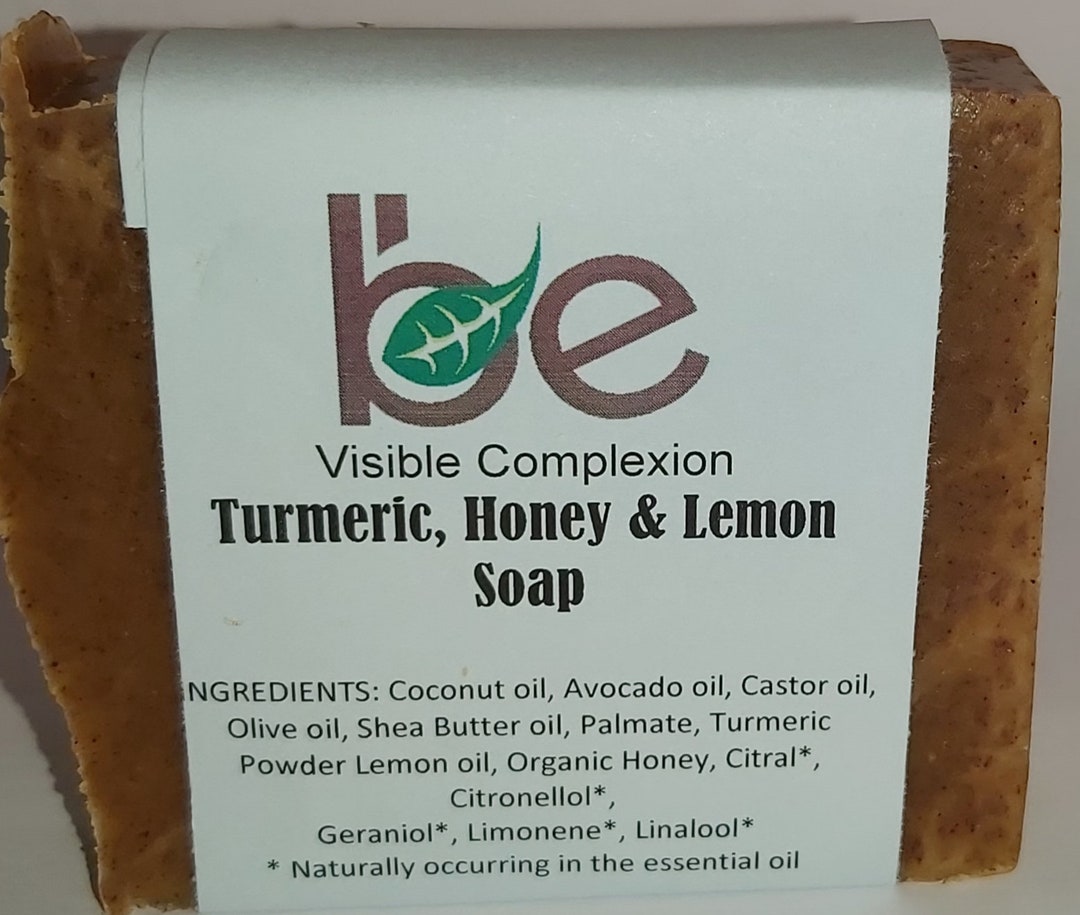 be
Visible Complexion
Turmeric, Honey & Lemon
Soap
NGREDIENTS: Coconut oil, Avocado oil, Castor oil,
Olive oil, Shea Butter oil, Palmate, Turmeric
Powder Lemon oil, Organic Honey, Citral*,
Citronellol*,
Geraniol*, Limonene*, Linalool*
* Naturally occurring in the essential oil